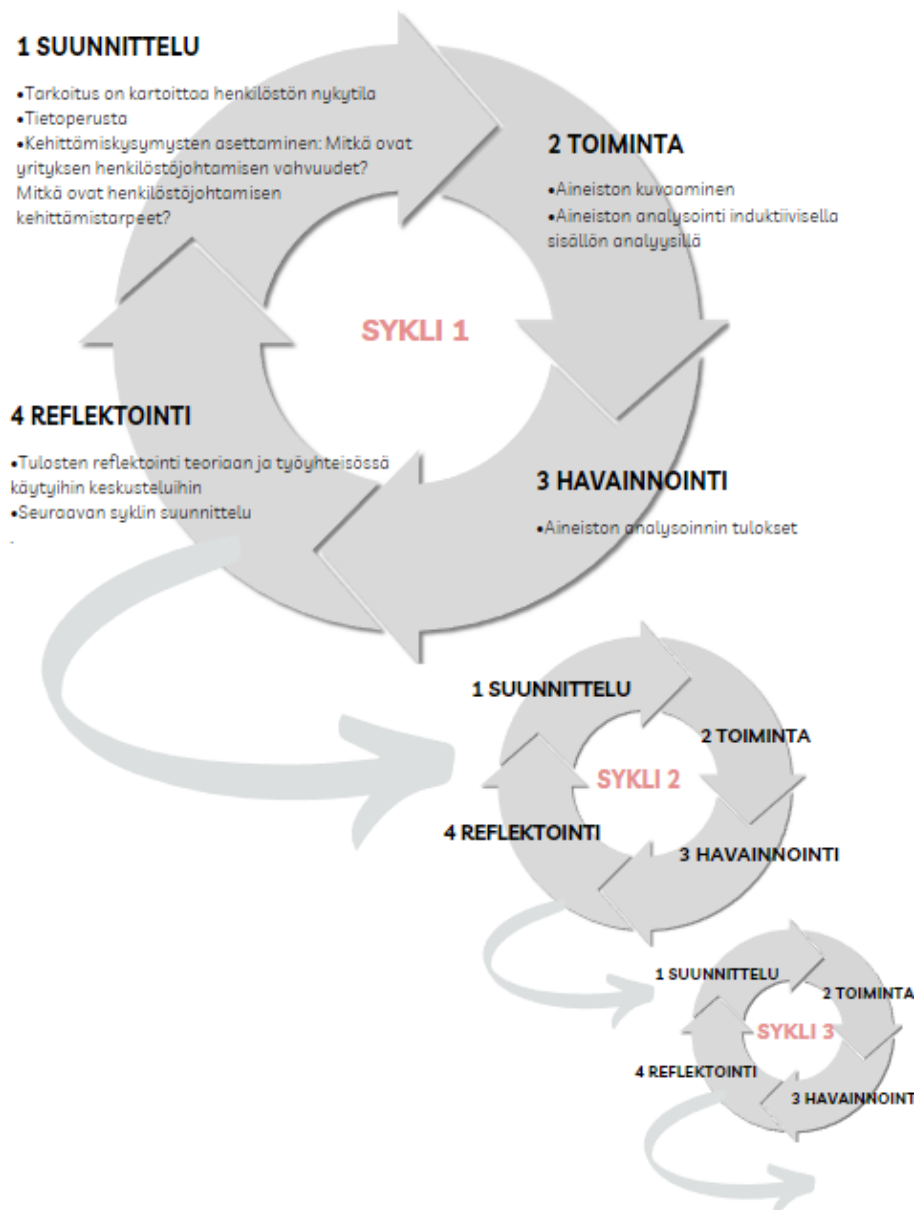 1 SUUNNITTELU
•Tarkoitus on kartoittaa henkilöstön nykytila
•Tietoperusta
•Kehittämiskysymysten asettaminen: Mitkä ovat
yrityksen henkilöstöjohtamisen vahvuudet?
Mitkä ovat henkilöstöjohtamisen
kehittämistarpeet?
2 TOIMINTA
•Aineiston kuvaaminen
•Aineiston analysointi induktiivisella
sisällön analyysillä
SYKLI 1
4 REFLEKTOINTI
•Tulosten reflektointi teoriaan ja työyhteisössä
käytyihin keskusteluihin
•Seuraavan syklin suunnittelu
.
3 HAVAINNOINTI
•Aineiston analysoinnin tulokset
1 SUUNNITTELU
2 TOIMINTA
SYKLI 2
4 REFLEKTOINTI
3 HAVAINNOINTI
1 SUUNNITTELU
2 TOIMINTA
SYKLI 3
4 REFLEKTOINTI
3 HAVAINNOINT